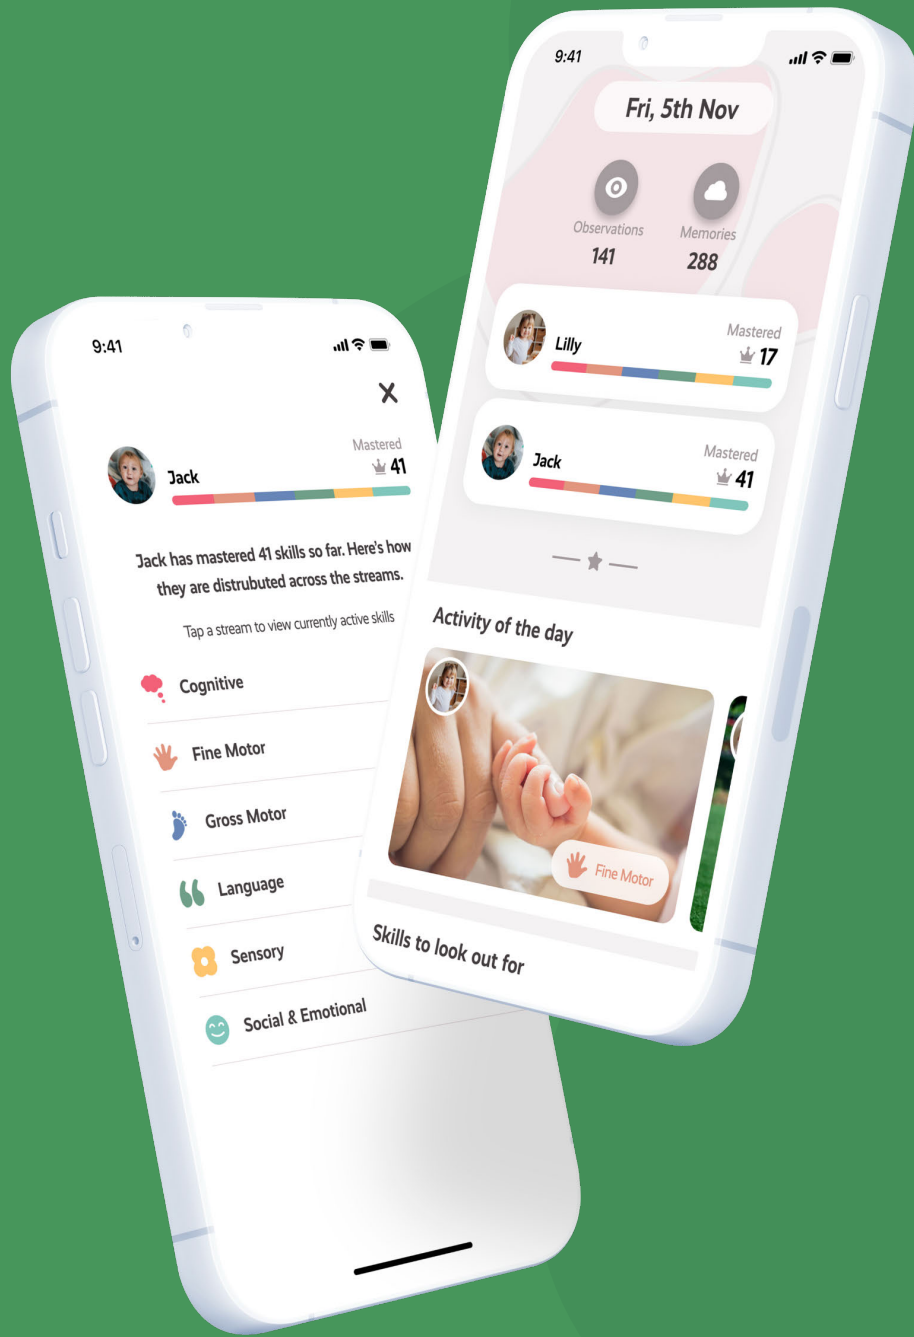 9:41
Jack
Mastered
41
Jack has mastered 41 skills so far. Here's how
they are distrubuted across the streams.
Tap a stream to view currently active skills
Cognitive
Fine Motor
Gross Motor
Language
Sensory
Social & Emotional
9:41
Fri, 5th Nov
Observations
141
Memories
288
Lilly
Mastered
17
Jack
Mastered
41
Activity of the day
Fine Motor
Skills to look out for